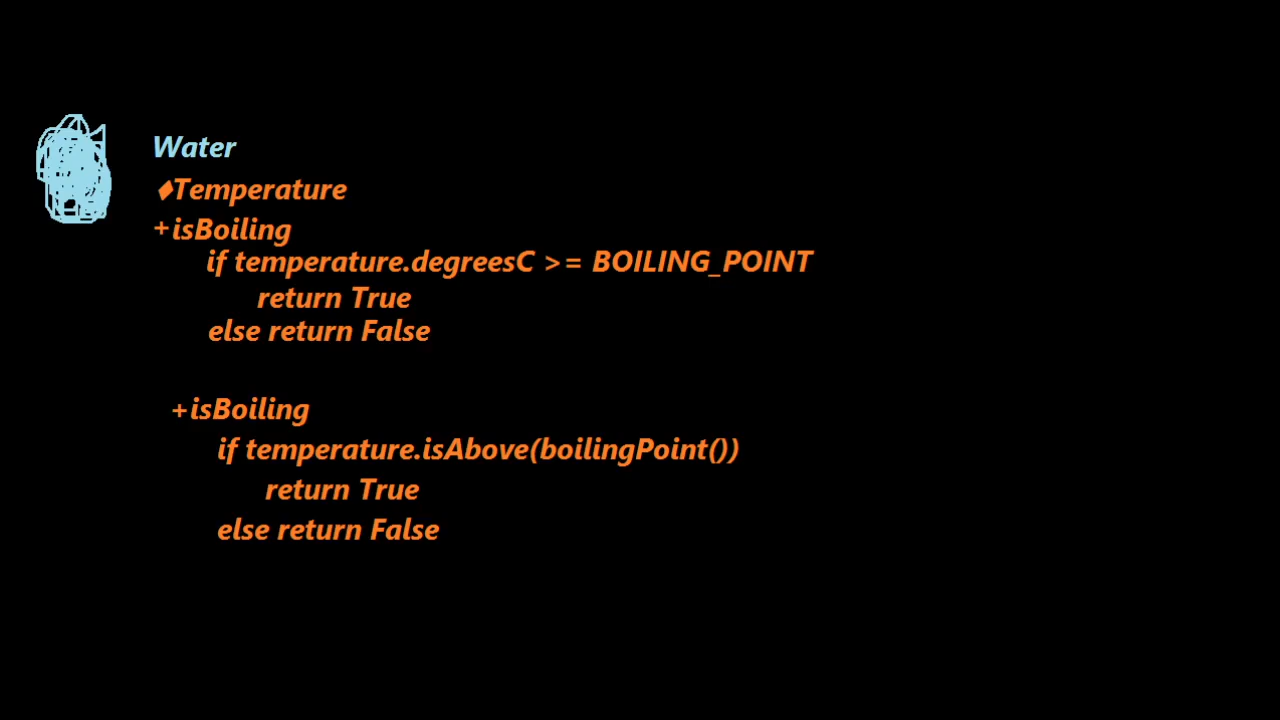 Water
♦Temperature
+isBoiling
if temperature.degreesC >= BOILING_POINT
return True
else return False
+isBoiling
if temperature.isAbove(boilingPoint())
return True
else return False